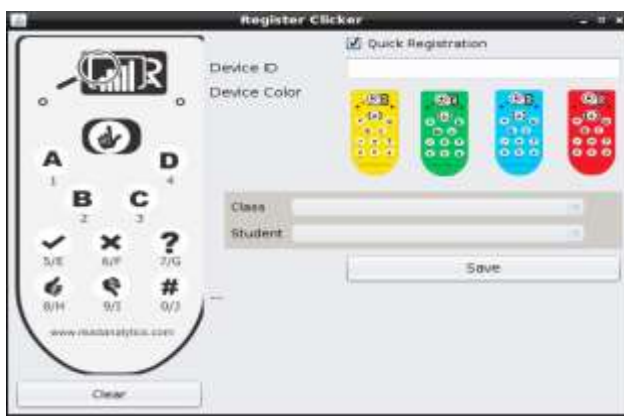 Register Clicker
Quick Registration
Device ID
Device Color
A
D
1
4
B
C
2
3
?
5/E
6/F
7/G
#
8/H
9/I
0/J
www.readanalytics.com
Class
Student
Save
...
Clear